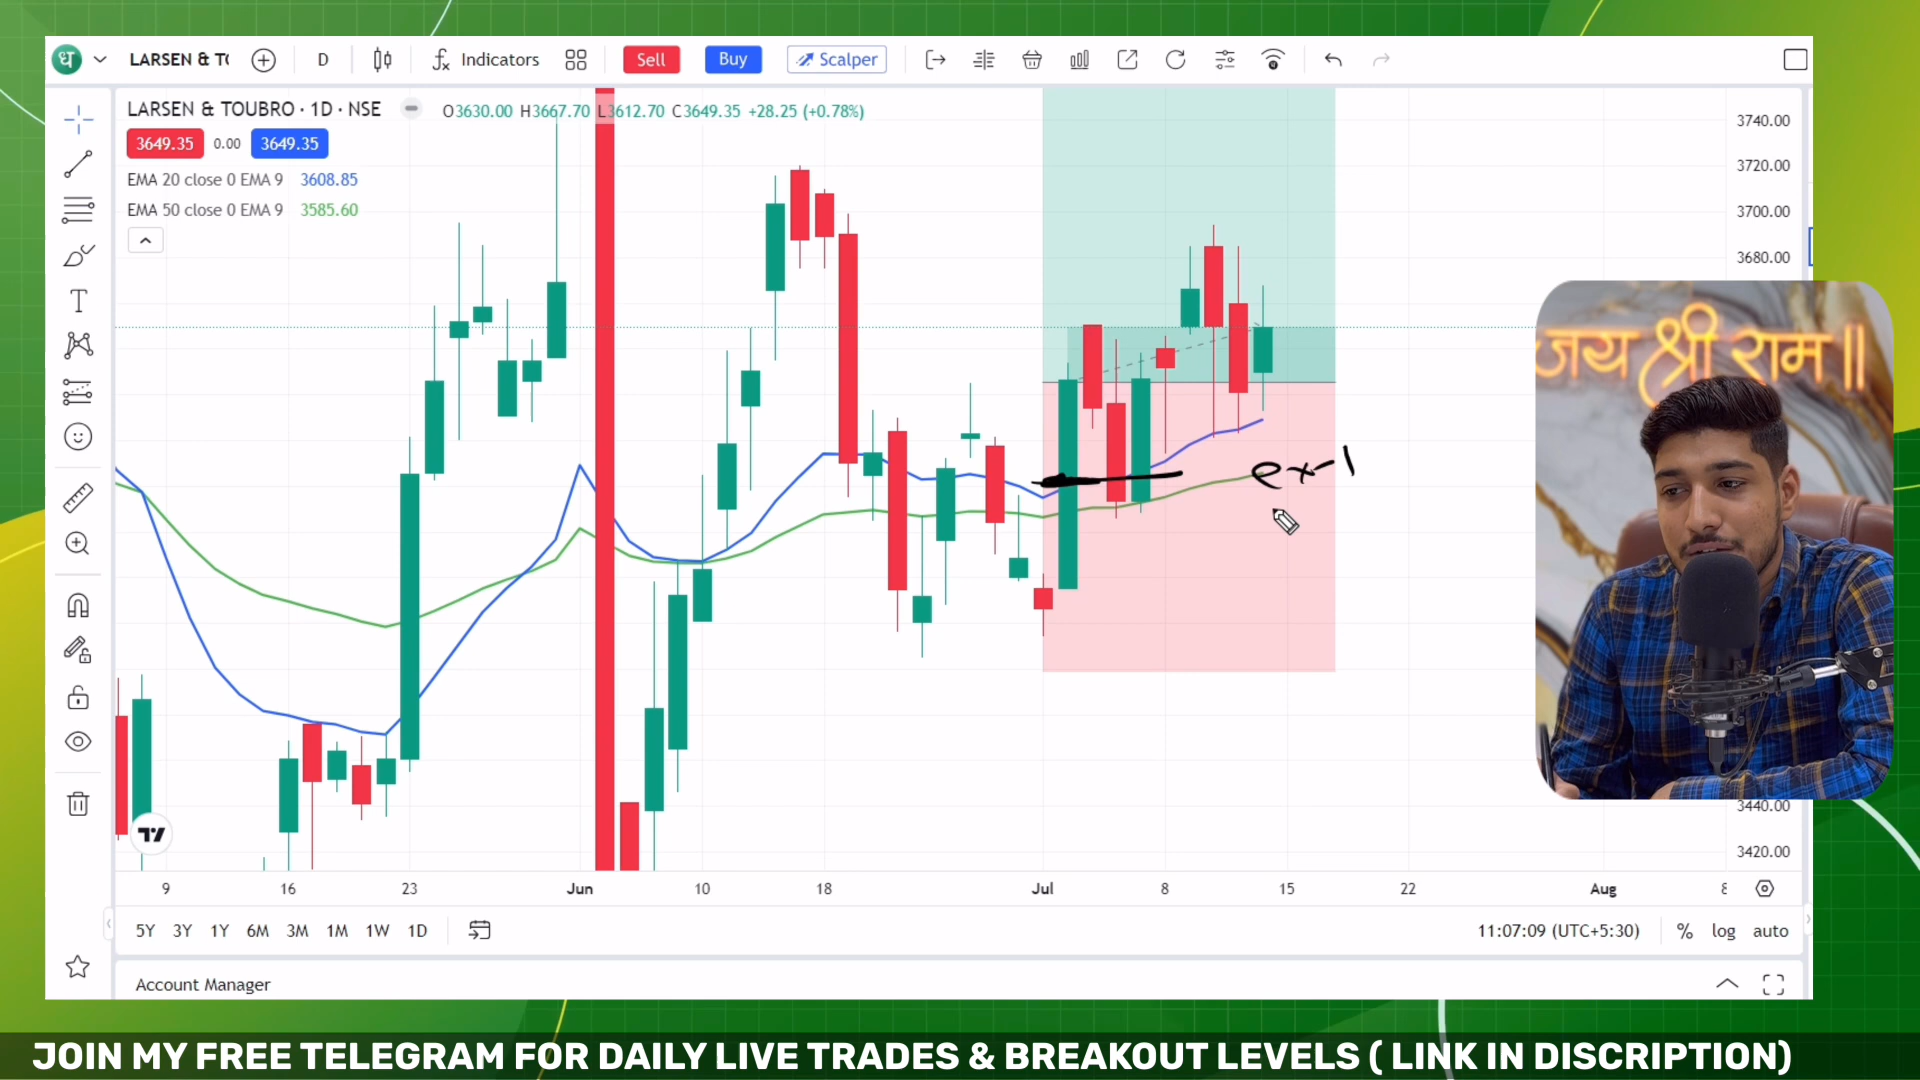 ध
LARSEN & TO
D
Indicators
Sell
Buy
Scalper
LARSEN & TOUBRO · 1D · NSE
O3630.00 H3667.70 L3612.70 C3649.35 +28.25 (+0.78%)
3649.35 0.00 3649.35
EMA 20 close 0 EMA 9 3608.85
EMA 50 close 0 EMA 9 3585.60
3740.00
3720.00
3700.00
3680.00
जय श्री राम॥
ex-1
3440.00
3420.00
9 16 23 Jun 10 18 Jul 8 15 22 Aug 8
5Y 3Y 1Y 6M 3M 1M 1W 1D
11:07:09 (UTC+5:30) % log auto
Account Manager
JOIN MY FREE TELEGRAM FOR DAILY LIVE TRADES & BREAKOUT LEVELS ( LINK IN DISCRIPTION)